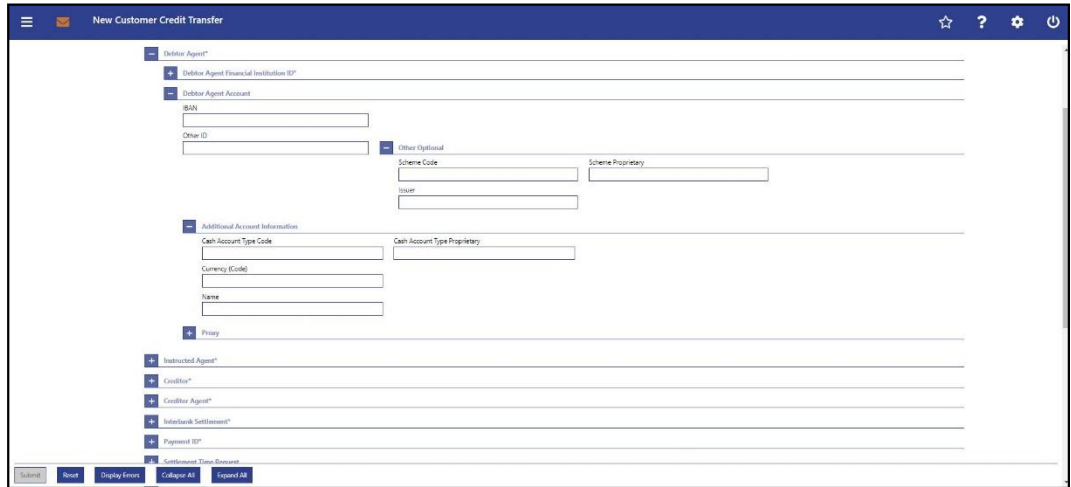 New Customer Credit Transfer
Debtor Agent*
Debtor Agent Financial Institution ID*
Debtor Agent Account
IBAN
Other ID
Other Optional
Scheme Code Scheme Proprietary
Issuer
Additional Account Information
Cash Account Type Code Cash Account Type Proprietary
Currency (Code)
Name
Proxy
Instructed Agent*
Creditor*
Creditor Agent*
Interbank Settlement*
Payment ID*
Settlement Time Request
Submit Reset Display Errors Collapse All Expand All